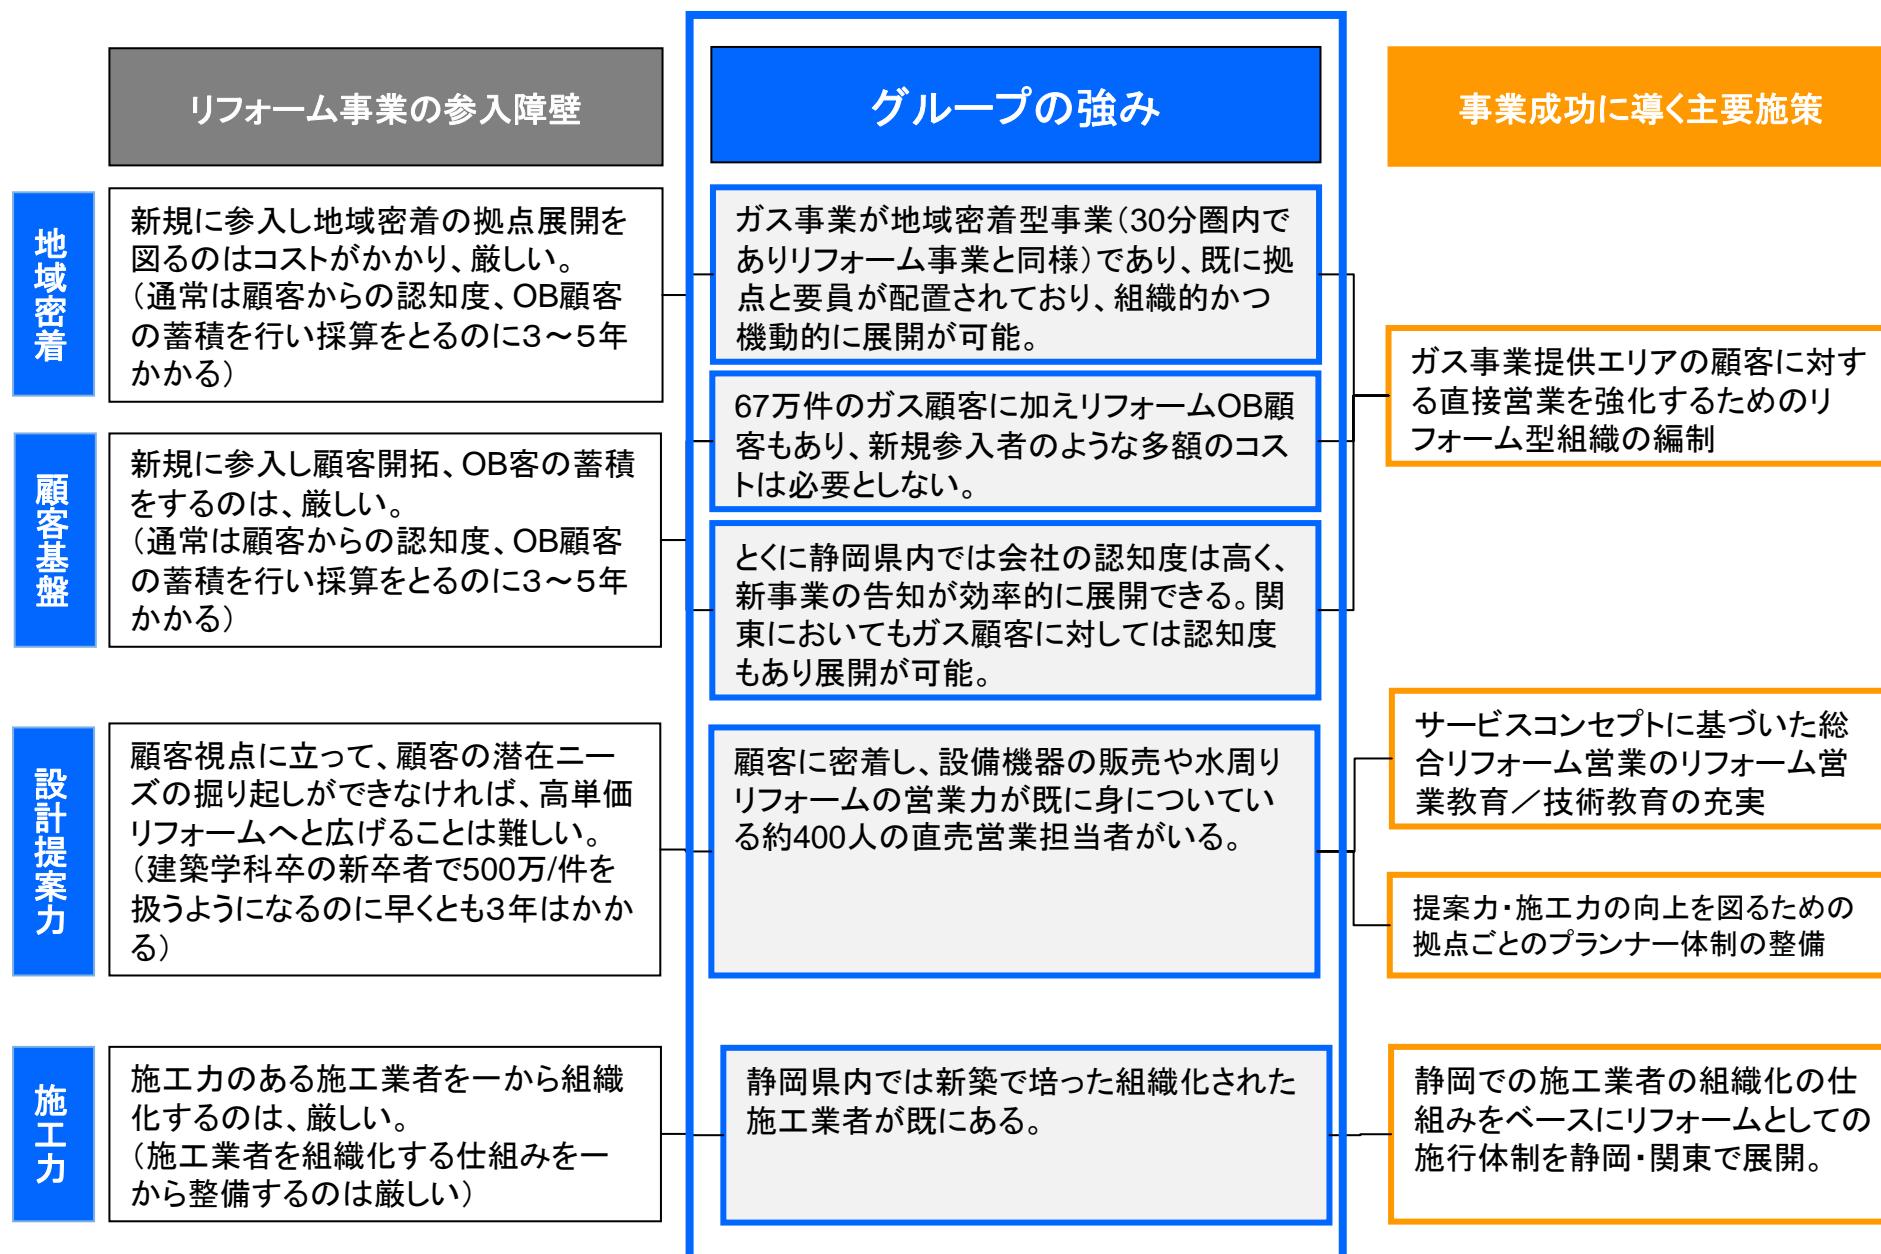 リフォーム事業の参入障壁
グループの強み
事業成功に導く主要施策
地域密着
新規に参入し地域密着の拠点展開を
図るのはコストがかかり、厳しい。
（通常は顧客からの認知度、OB顧客
の蓄積を行い採算をとるのに３～５年
かかる）
ガス事業が地域密着型事業（30分圏内で
ありリフォーム事業と同様）であり、既に拠
点と要員が配置されており、組織的かつ
機動的に展開が可能。
67万件のガス顧客に加えリフォームOB顧
客もあり、新規参入者のような多額のコス
トは必要としない。
ガス事業提供エリアの顧客に対す
る直接営業を強化するためのリ
フォーム型組織の編制
顧客基盤
新規に参入し顧客開拓、OB客の蓄積
をするのは、厳しい。
（通常は顧客からの認知度、OB顧客
の蓄積を行い採算をとるのに３～５年
かかる）
とくに静岡県内では会社の認知度は高く、
新事業の告知が効率的に展開できる。関
東においてもガス顧客に対しては認知度
もあり展開が可能。
設計提案力
顧客視点に立って、顧客の潜在ニー
ズの掘り起しができなければ、高単価
リフォームへと広げることは難しい。
（建築学科卒の新卒者で500万/件を
扱うようになるのに早くとも３年はかか
る）
顧客に密着し、設備機器の販売や水周り
リフォームの営業力が既に身についてい
る約400人の直売営業担当者がいる。
サービスコンセプトに基づいた総
合リフォーム営業のリフォーム営
業教育／技術教育の充実
提案力・施工力の向上を図るための
拠点ごとのプランナー体制の整備
施工力
施工力のある施工業者を一から組織
化するのは、厳しい。
（施工業者を組織化する仕組みを一
から整備するのは厳しい）
静岡県内では新築で培った組織化された
施工業者が既にある。
静岡での施工業者の組織化の仕
組みをベースにリフォームとしての
施行体制を静岡・関東で展開。